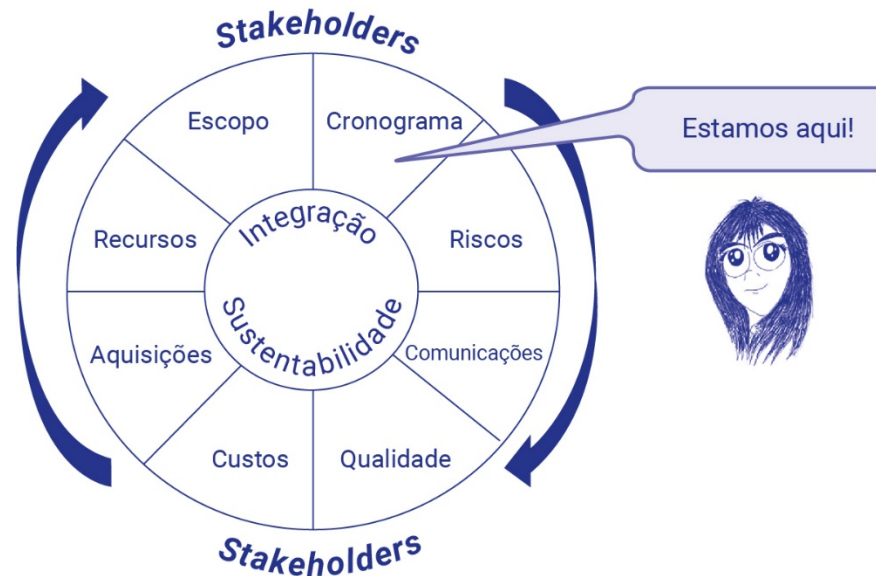 Stakeholders
Escopo
Cronograma
Estamos aqui!
Recursos
Integração
Riscos
Sustentabilidade
Aquisições
Comunicações
Custos
Qualidade
Stakeholders